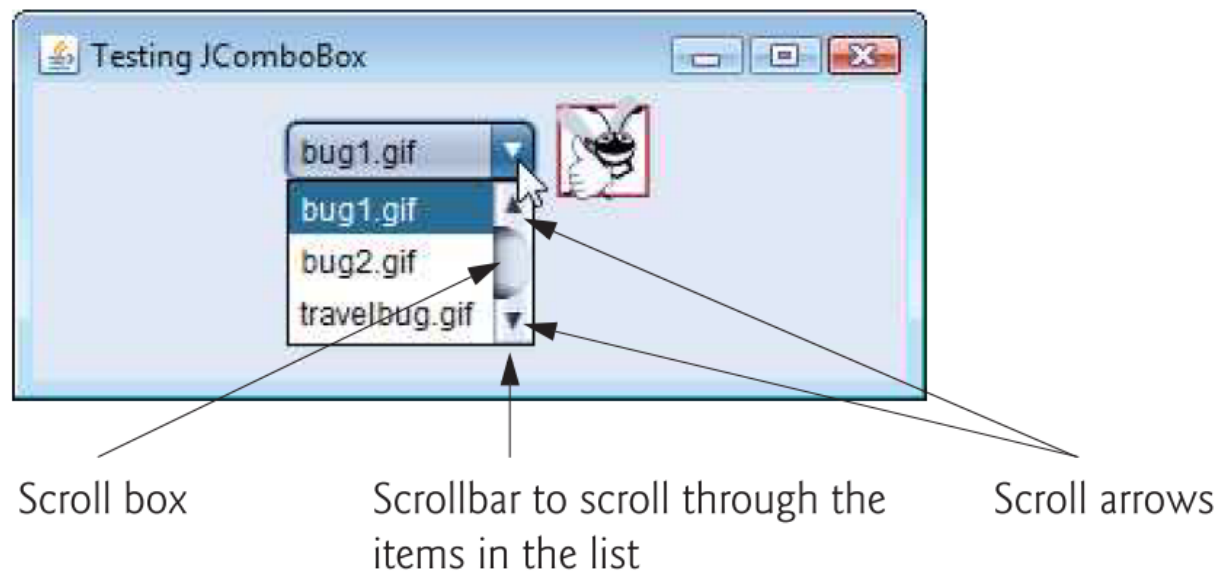 Testing JComboBox
bug1.gif
bug1.gif
bug2.gif
travelbug.gif
Scroll box
Scrollbar to scroll through the
items in the list
Scroll arrows